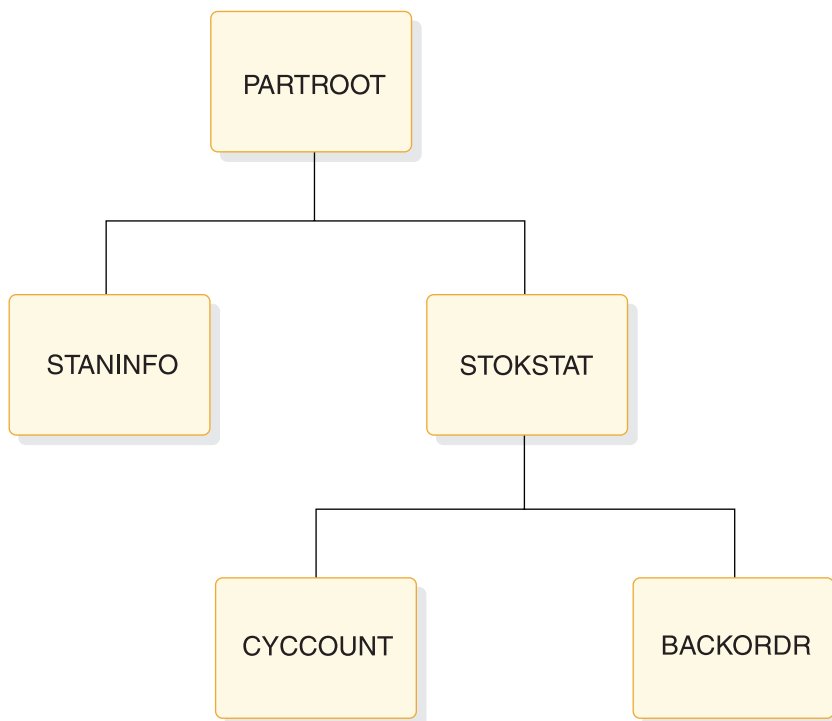 PARTROOT
STANINFO
STOKSTAT
CYCCOUNT
BACKORDR